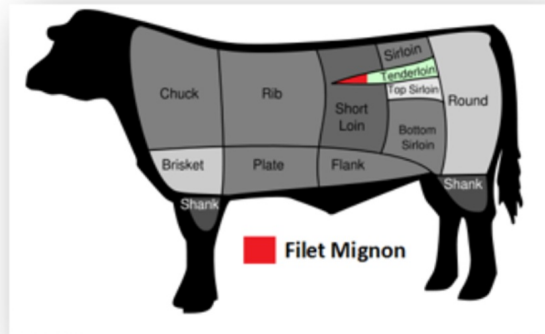 Sirloin
Tenderloin
Chuck
Rib
Top Sirloin
Round
Short
Loin
Bottom
Sirloin
Brisket
Plate
Flank
Shank
Shank
Filet Mignon